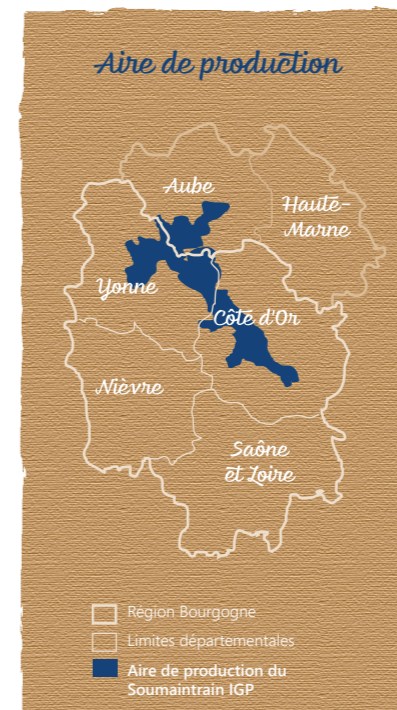 Aire de production
Aube
Haute-
Marne
Yonne
Côte d'Or
Nièvre
Saône
et Loire
Région Bourgogne
Limites départementales
Aire de production du
Soumaintrain IGP